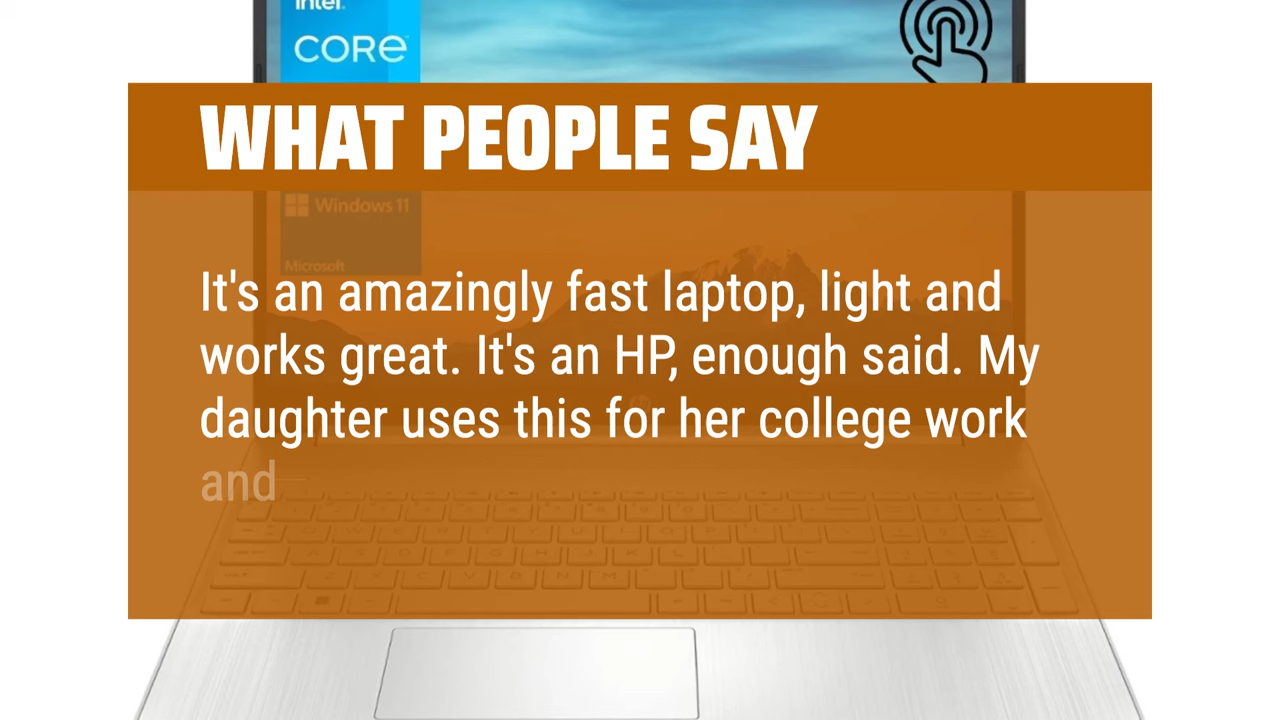 intel.
CORE
WHAT PEOPLE SAY
Windows 11
Microsoft
It's an amazingly fast laptop, light and
works great. It's an HP, enough said. My
daughter uses this for her college work
and